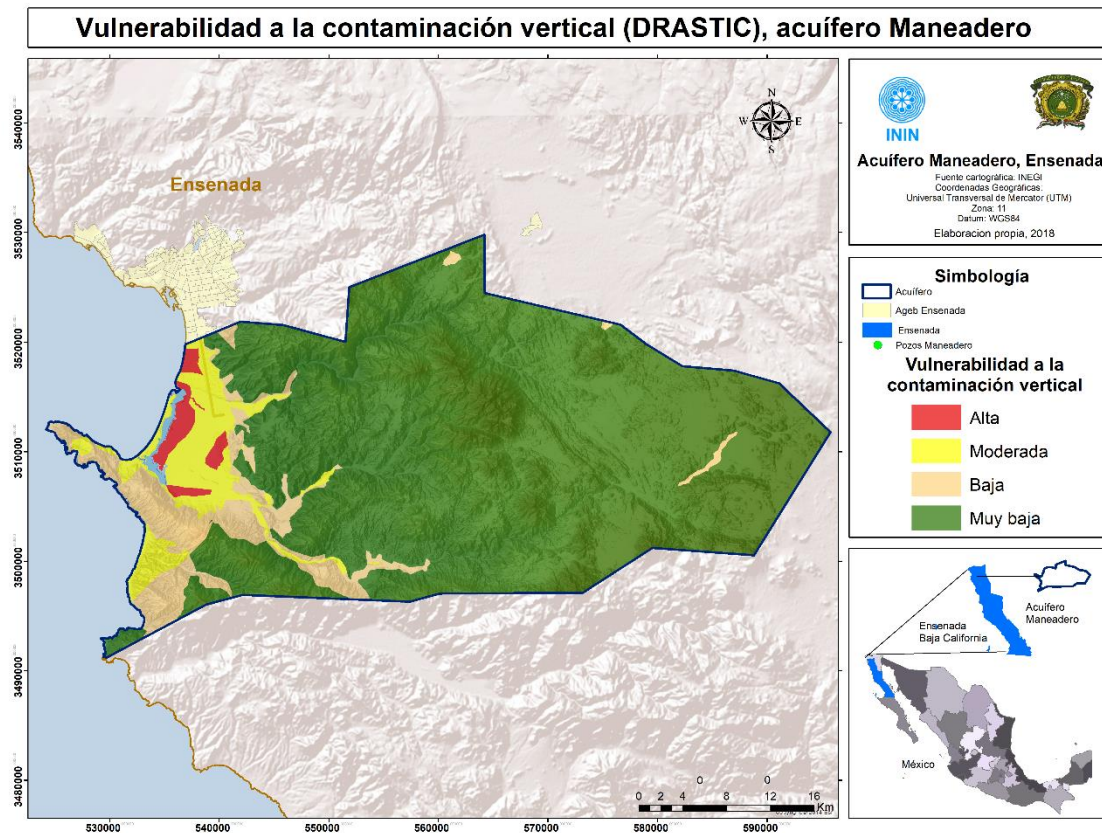 Vulnerabilidad a la contaminación vertical (DRASTIC), acuífero Maneadero
ININ
Acuífero Maneadero, Ensenada
Fuente cartográfica: INEGI
Coordenadas Geográficas:
Universal Transversal de Mercator (UTM)
Zona: 11
Datum: WGS84
Elaboracion propia, 2018
Simbología
Acuífero
Ageb Ensenada
Ensenada
Pozos Maneadero
Vulnerabilidad a la
contaminación vertical
Alta
Moderada
Baja
Muy baja
Ensenada
Baja California
Acuífero
Maneadero
México
Ensenada
N
W E
S
3540000
3530000
3520000
3510000
3500000
3490000
3480000
0 0
0 2 4 8 12 16
Km
530000 540000 550000 560000 570000 580000 590000